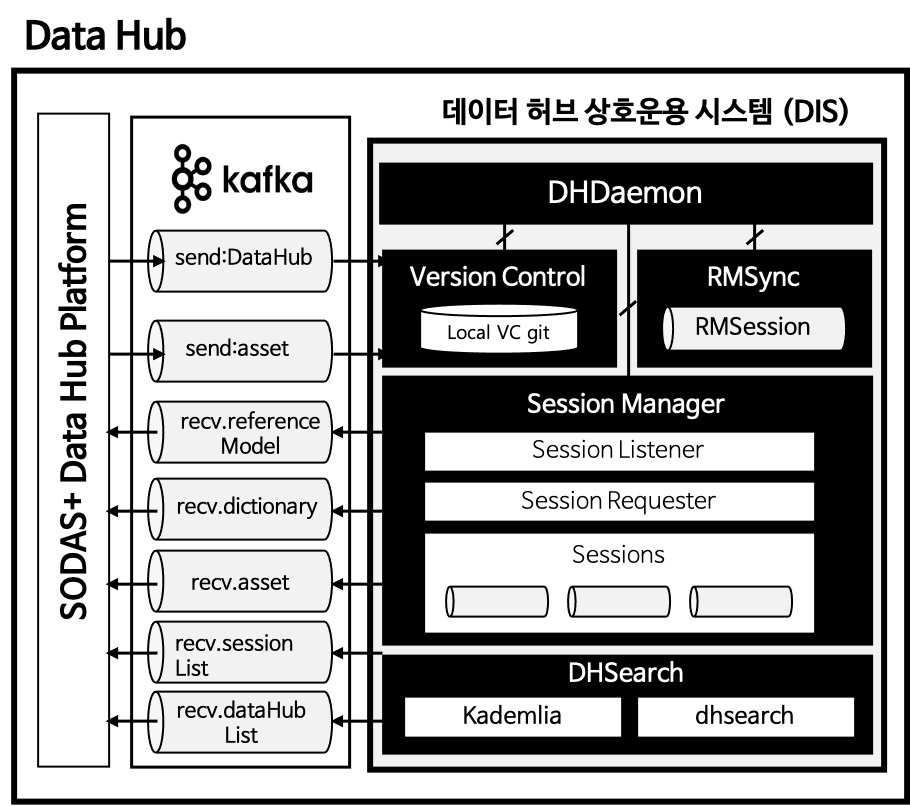 Data Hub
데이터 허브 상호운용 시스템 (DIS)
SODAS+ Data Hub Platform
kafka
send:DataHub
send:asset
recv.reference
Model
recv.dictionary
recv.asset
recv.session
List
recv.dataHub
List
DHDaemon
Version Control
Local VC git
RMSync
RMSession
Session Manager
Session Listener
Session Requester
Sessions
DHSearch
Kademlia
dhsearch